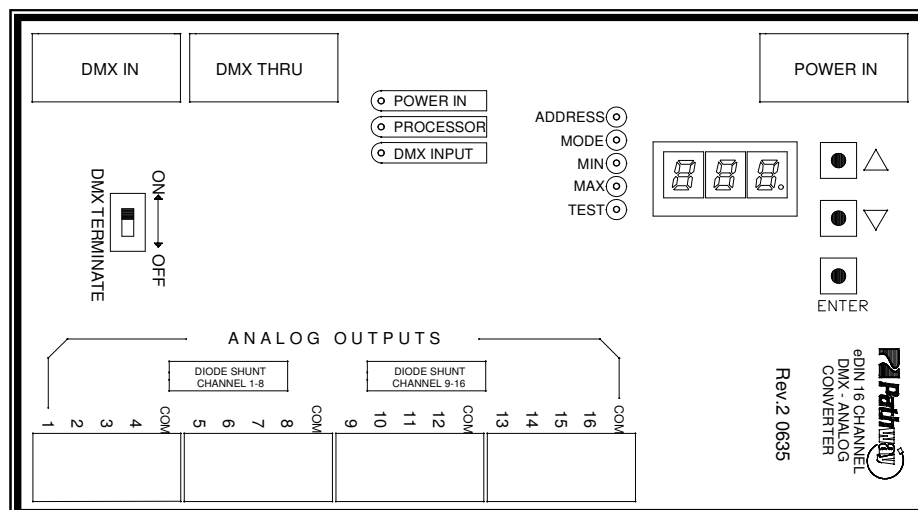 DMX IN
DMX THRU
POWER IN
POWER IN
PROCESSOR
DMX INPUT
ADDRESS
MODE
MIN
MAX
TEST
8 8 8.
ON
OFF
DMX TERMINATE
ENTER
ANALOG OUTPUTS
DIODE SHUNT
CHANNEL 1-8
DIODE SHUNT
CHANNEL 9-16
1 2 3 4 COM 5 6 7 8 COM 9 10 11 12 COM 13 14 15 16 COM
Rev.2 0635
Pathway
eDIN 16 CHANNEL
DMX - ANALOG
CONVERTER